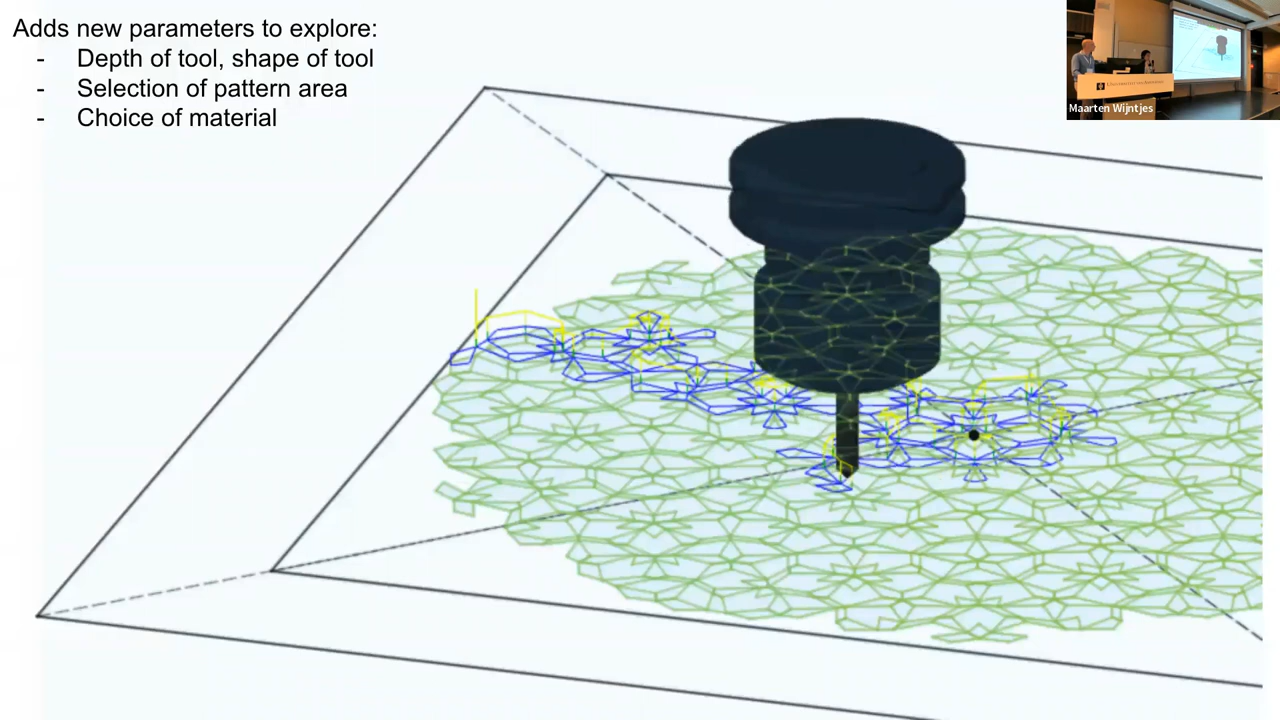 Adds new parameters to explore:
- Depth of tool, shape of tool
- Selection of pattern area
- Choice of material
Maarten Wijntjes